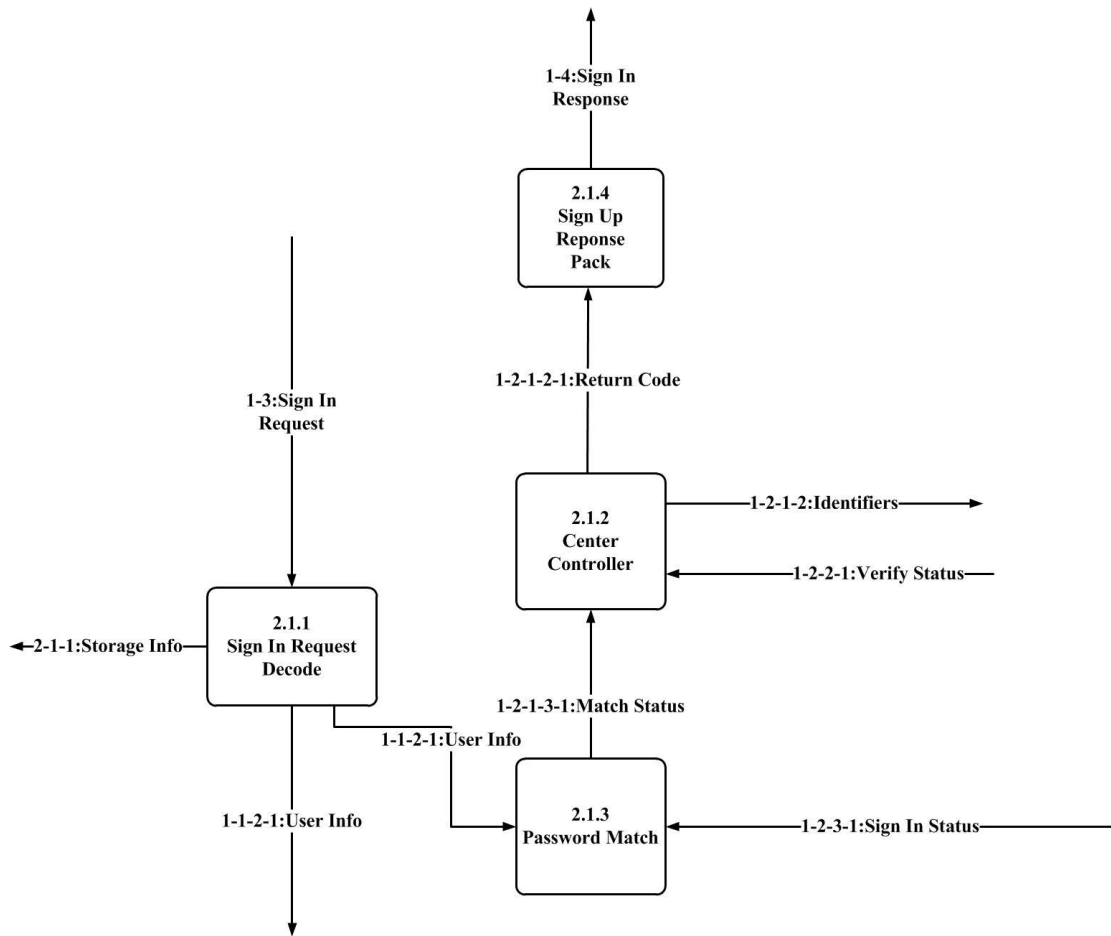 1-4:Sign In
Response
2.1.4
Sign Up
Reponse
Pack
1-2-1-2-1:Return Code
1-3:Sign In
Request
2.1.2
Center
Controller
1-2-1-2:Identifiers
1-2-2-1:Verify Status
2.1.1
Sign In Request
Decode
2-1-1:Storage Info
1-2-1-3-1:Match Status
1-1-2-1:User Info
1-1-2-1:User Info
2.1.3
Password Match
1-2-3-1:Sign In Status